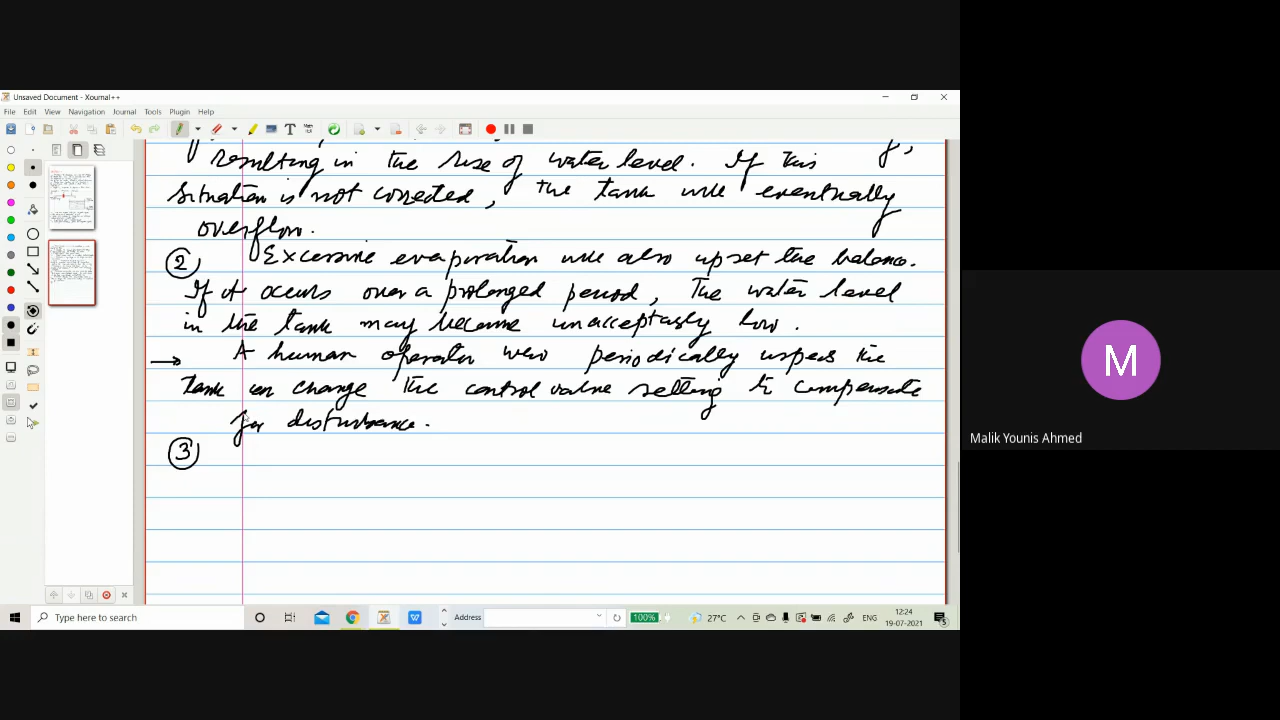 Unsaved Document - Xournal++
File Edit View Navigation Journal Tools Plugin Help
resulting in the rise of water level. If this
situation is not corrected, the tank will eventually
overflow.
2 Excessive evaporation will also upset the balance.
If it occurs over a prolonged period, the water level
in the tank may become unacceptably low.
→ A human operator who periodically inspects the
tank can change the control valve setting to compensate
for disturbance.
3
M
Malik Younis Ahmed
Type here to search
Address
100%
27°C
ENG
12:24
19-07-2021
5